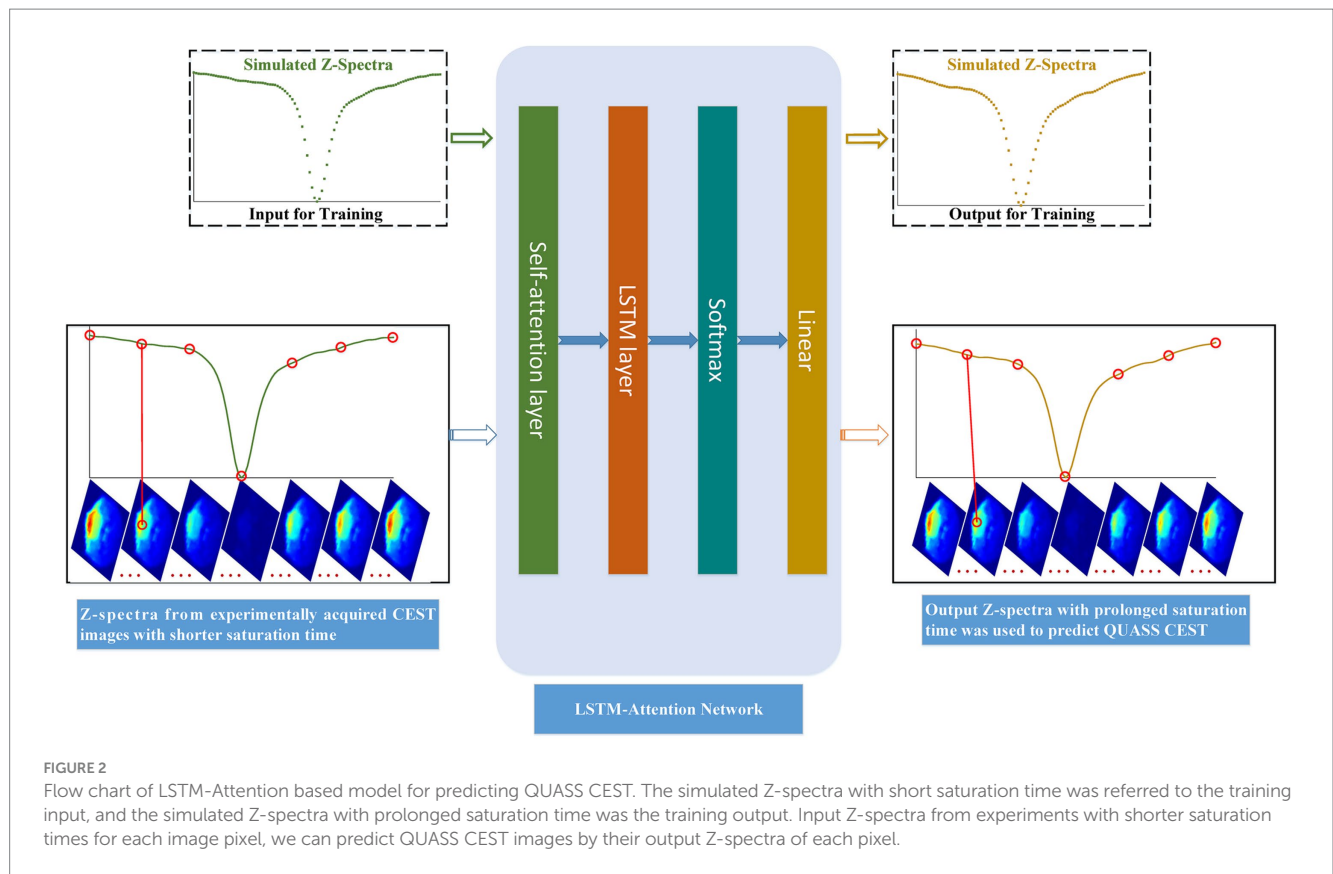 Simulated Z-Spectra
Input for Training
Simulated Z-Spectra
Output for Training
Self-attention layer
LSTM layer
Softmax
Linear
Z-spectra from experimentally acquired CEST
images with shorter saturation time
Output Z-spectra with prolonged saturation
time was used to predict QUASS CEST
LSTM-Attention Network
FIGURE 2
Flow chart of LSTM-Attention based model for predicting QUASS CEST. The simulated Z-spectra with short saturation time was referred to the training
input, and the simulated Z-spectra with prolonged saturation time was the training output. Input Z-spectra from experiments with shorter saturation
times for each image pixel, we can predict QUASS CEST images by their output Z-spectra of each pixel.